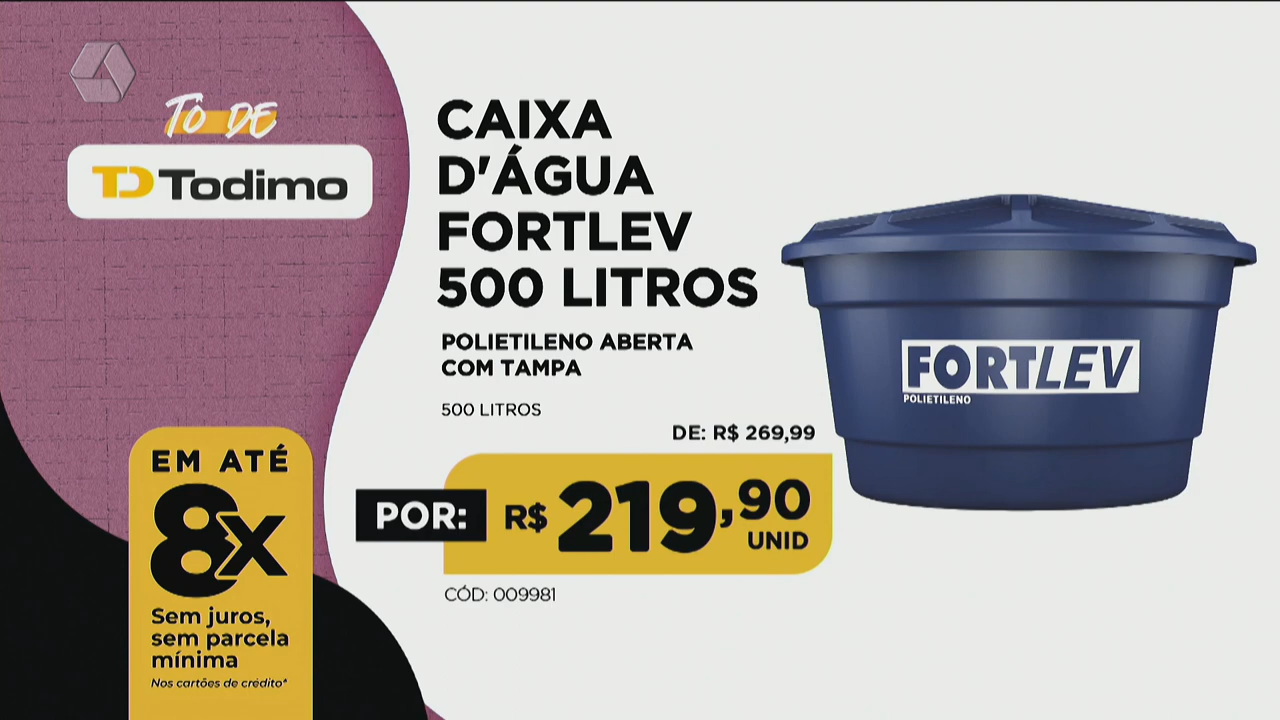 TÔ DE
TD Todimo
CAIXA
D'ÁGUA
FORTLEV
500 LITROS
POLIETILENO ABERTA
COM TAMPA
500 LITROS
DE: R$ 269,99
POR: R$ 219,90
UNID
CÓD: 009981
EM ATÉ
8x
Sem juros,
sem parcela
mínima
Nos cartões de crédito*
FORTLEV
POLIETILENO